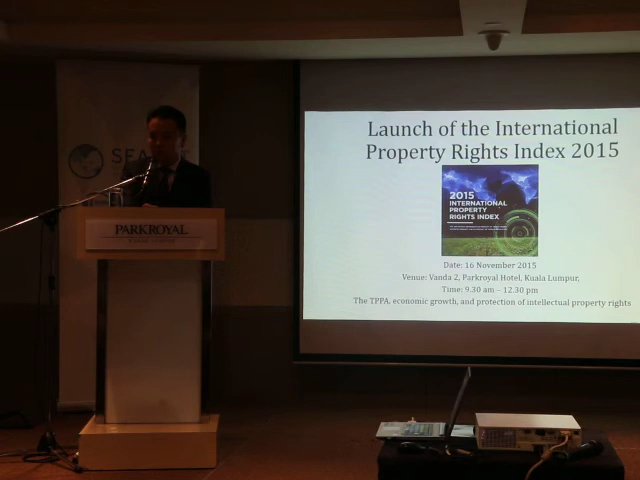 SEA
PARKROYAL
Launch of the International
Property Rights Index 2015
2015
INTERNATIONAL
PROPERTY
RIGHTS INDEX
Date: 16 November 2015
Venue: Vanda 2, Parkroyal Hotel, Kuala Lumpur,
Time: 9.30 am – 12.30 pm
The TPPA, economic growth, and protection of intellectual property rights